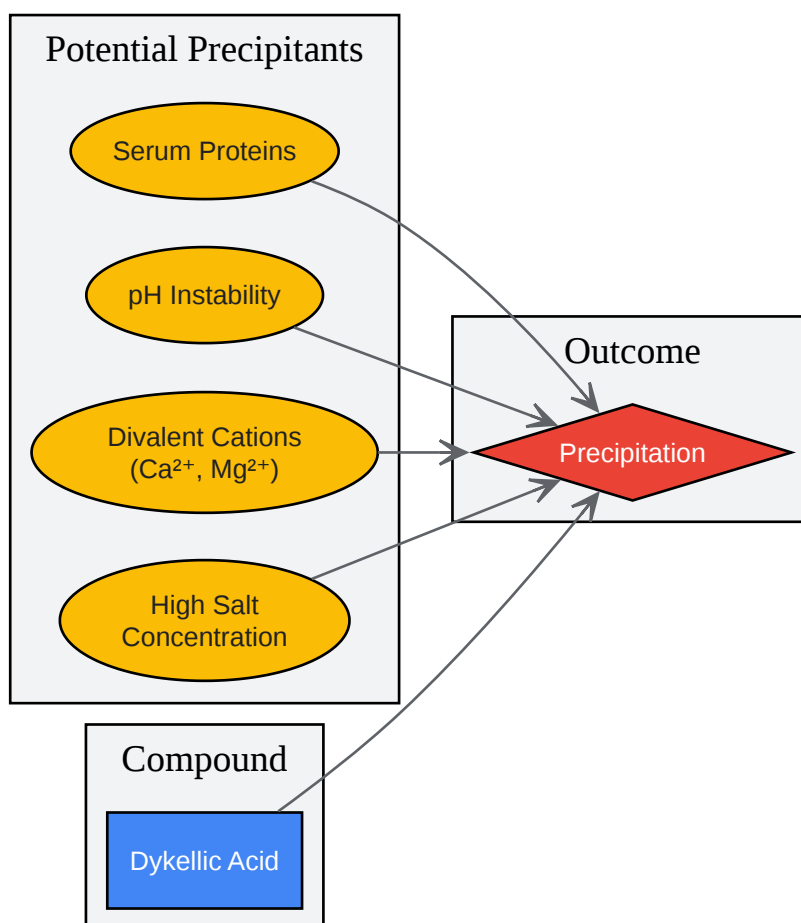 Potential Precipitants
Serum Proteins
pH Instability
Divalent Cations
(Ca²⁺, Mg²⁺)
High Salt
Concentration
Outcome
Precipitation
Compound
Dykellic Acid